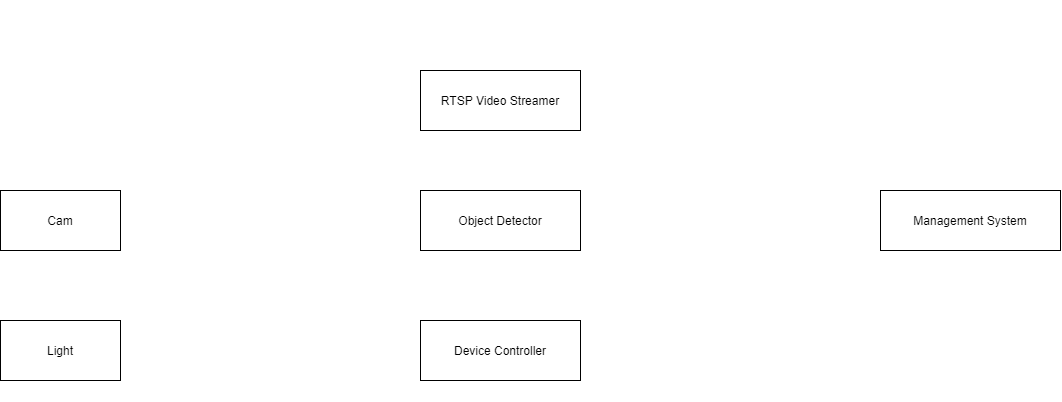 RTSP Video Streamer
Cam
Object Detector
Management System
Light
Device Controller